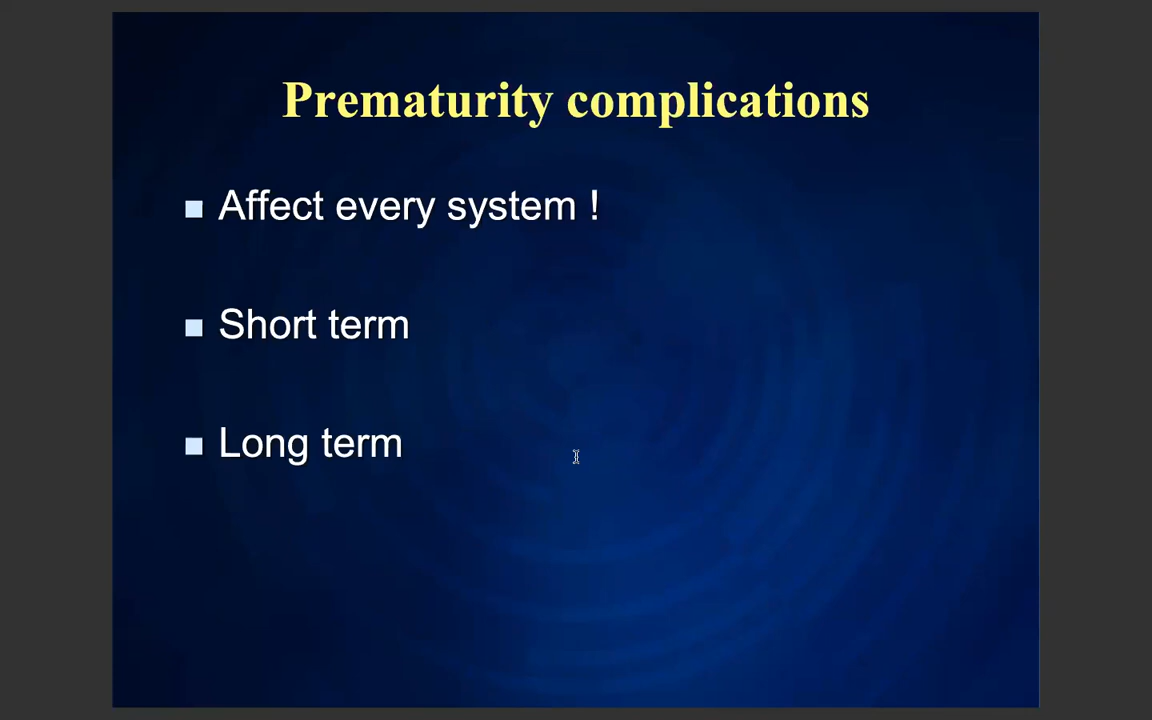 Prematurity complications
Affect every system !
Short term
Long term